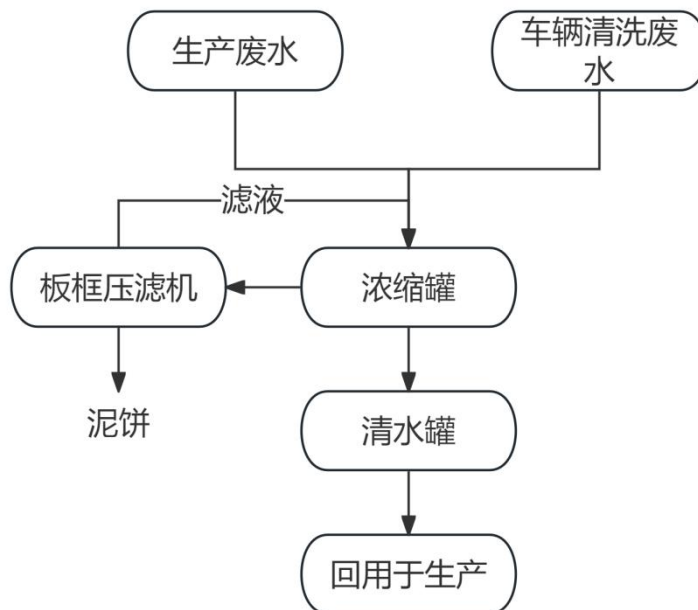 生产废水
车辆清洗废
水
滤液
板框压滤机
浓缩罐
泥饼
清水罐
回用于生产